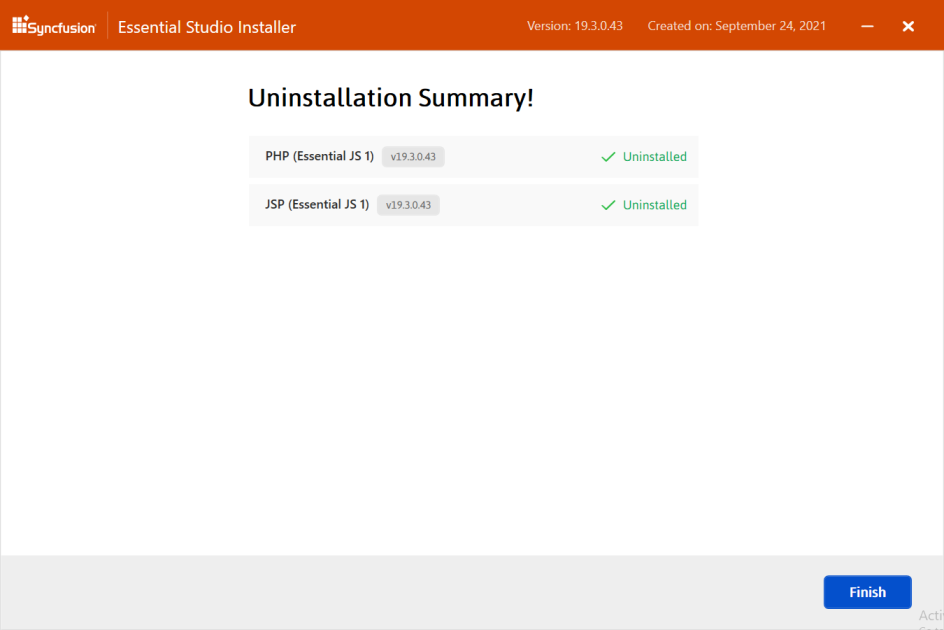 Syncfusion Essential Studio Installer Version: 19.3.0.43 Created on: September 24, 2021
Uninstallation Summary!
PHP (Essential JS 1) v19.3.0.43 Uninstalled
JSP (Essential JS 1) v19.3.0.43 Uninstalled
Finish
Acti